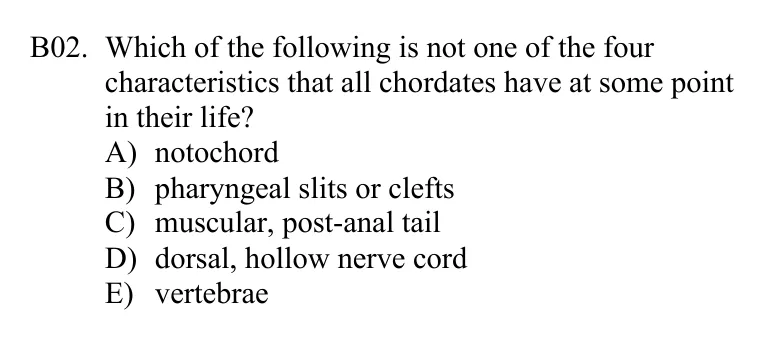 B02. Which of the following is not one of the four
characteristics that all chordates have at some point
in their life?
A) notochord
B) pharyngeal slits or clefts
C) muscular, post-anal tail
D) dorsal, hollow nerve cord
E) vertebrae